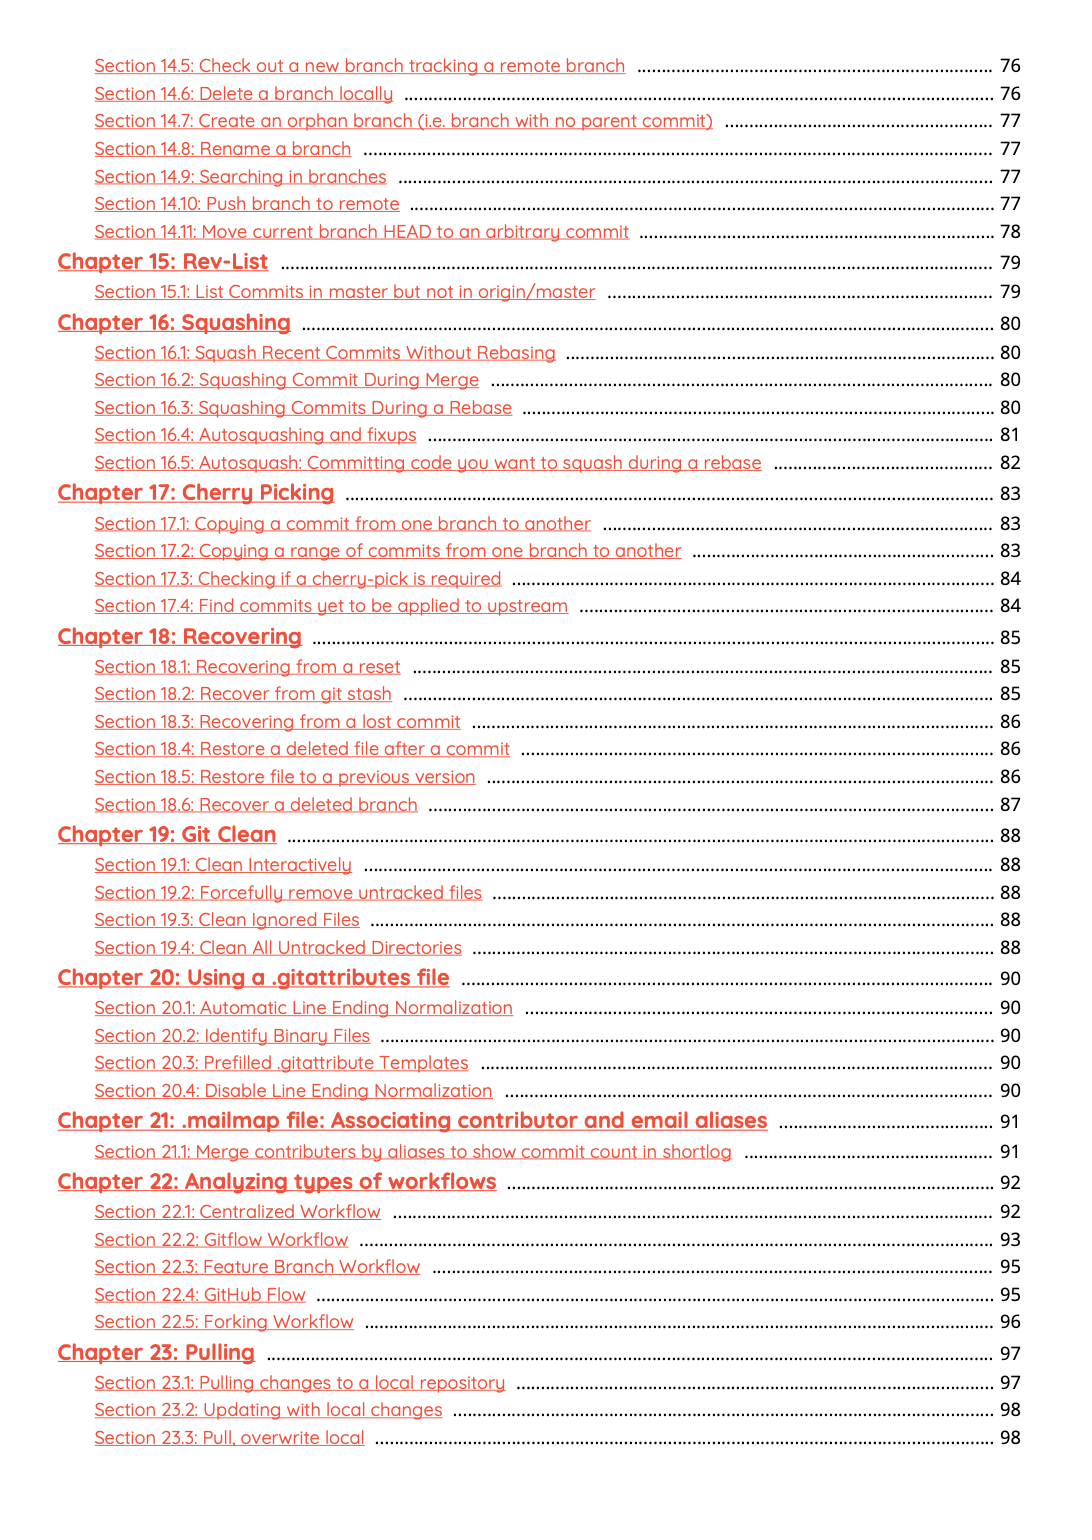 Section 14.5: Check out a new branch tracking a remote branch ........ 76
Section 14.6: Delete a branch locally ........ 76
Section 14.7: Create an orphan branch (i.e. branch with no parent commit) ........ 77
Section 14.8: Rename a branch ........ 77
Section 14.9: Searching in branches ........ 77
Section 14.10: Push branch to remote ........ 77
Section 14.11: Move current branch HEAD to an arbitrary commit ........ 78
Chapter 15: Rev-List ........ 79
Section 15.1: List Commits in master but not in origin/master ........ 79
Chapter 16: Squashing ........ 80
Section 16.1: Squash Recent Commits Without Rebasing ........ 80
Section 16.2: Squashing Commit During Merge ........ 80
Section 16.3: Squashing Commits During a Rebase ........ 80
Section 16.4: Autosquashing and fixups ........ 81
Section 16.5: Autosquash: Committing code you want to squash during a rebase ........ 82
Chapter 17: Cherry Picking ........ 83
Section 17.1: Copying a commit from one branch to another ........ 83
Section 17.2: Copying a range of commits from one branch to another ........ 83
Section 17.3: Checking if a cherry-pick is required ........ 84
Section 17.4: Find commits yet to be applied to upstream ........ 84
Chapter 18: Recovering ........ 85
Section 18.1: Recovering from a reset ........ 85
Section 18.2: Recover from git stash ........ 85
Section 18.3: Recovering from a lost commit ........ 86
Section 18.4: Restore a deleted file after a commit ........ 86
Section 18.5: Restore file to a previous version ........ 86
Section 18.6: Recover a deleted branch ........ 87
Chapter 19: Git Clean ........ 88
Section 19.1: Clean Interactively ........ 88
Section 19.2: Forcefully remove untracked files ........ 88
Section 19.3: Clean Ignored Files ........ 88
Section 19.4: Clean All Untracked Directories ........ 88
Chapter 20: Using a .gitattributes file ........ 90
Section 20.1: Automatic Line Ending Normalization ........ 90
Section 20.2: Identify Binary Files ........ 90
Section 20.3: Prefilled .gitattribute Templates ........ 90
Section 20.4: Disable Line Ending Normalization ........ 90
Chapter 21: .mailmap file: Associating contributor and email aliases ........ 91
Section 21.1: Merge contributers by aliases to show commit count in shortlog ........ 91
Chapter 22: Analyzing types of workflows ........ 92
Section 22.1: Centralized Workflow ........ 92
Section 22.2: Gitflow Workflow ........ 93
Section 22.3: Feature Branch Workflow ........ 95
Section 22.4: GitHub Flow ........ 95
Section 22.5: Forking Workflow ........ 96
Chapter 23: Pulling ........ 97
Section 23.1: Pulling changes to a local repository ........ 97
Section 23.2: Updating with local changes ........ 98
Section 23.3: Pull, overwrite local ........ 98